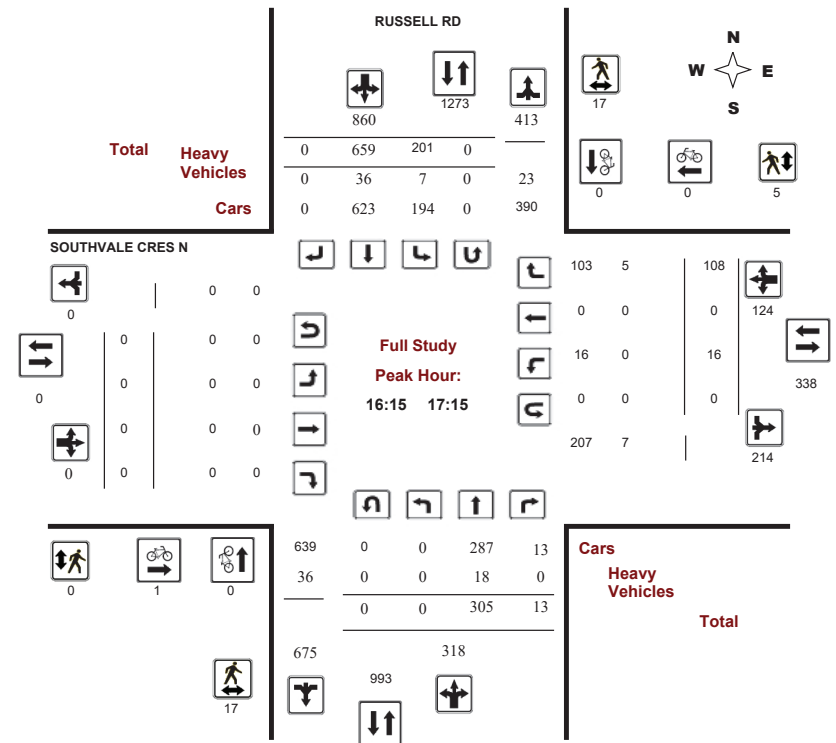 RUSSELL RD
N
W E
S
860 1273 413 17
Total Heavy Vehicles 0 659 201 0
0 36 7 0 23
Cars 0 623 194 0 390
0 0 5
SOUTHVALE CRES N
0 0 0
103 5 108
0 0 0 0 0 124
0 0 0
16 0 16
0 338
Full Study
Peak Hour:
16:15 17:15
0 0 0
0 0 0
207 7 214
0 0 0 0
639 0 0 287 13
36 0 0 18 0
0 0 305 13
675 318
993
0 1 0
17
Cars
Heavy
Vehicles
Total